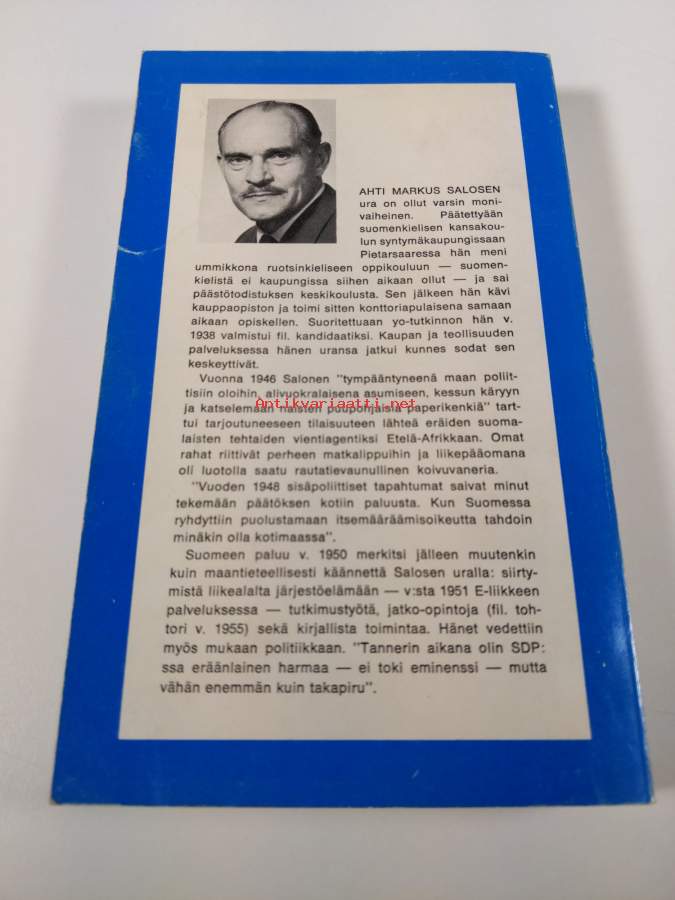 AHTI MARKUS SALOSEN
ura on ollut varsin moni-
vaiheinen. Päätettyään
suomenkielisen kansakou-
lun syntymäkaupungissaan
Pietarsaaressa hän meni
ummikkona ruotsinkieliseen oppikouluun — suomen-
kielistä ei kaupungissa siihen aikaan ollut — ja sai
päästötodistuksen keskikoulusta. Sen jälkeen hän kävi
kauppaopiston ja toimi sitten konttoriapulaisena samaan
aikaan opiskellen. Suoritettuaan yo-tutkinnon hän v.
1938 valmistui fil. kandidaatiksi. Kaupan ja teollisuuden
palveluksessa hänen uransa jatkui kunnes sodat sen
keskeyttivät.
Vuonna 1946 Salonen "tympääntyneenä maan poliit-
tisiin oloihin, alivuokralaisena asumiseen, kessun käryyn
Antikvariaatti.net
ja katselemaan naisten puupohjaisia paperikenkiä" tart-
tui tarjoutuneeseen tilaisuuteen lähteä eräiden suoma-
laisten tehtaiden vientiagentiksi Etelä-Afrikkaan. Omat
rahat riittivät perheen matkalippuihin ja liikepääomana
oli luotolla saatu rautatievaunullinen koivuvaneria.
"Vuoden 1948 sisäpoliittiset tapahtumat saivat minut
tekemään päätöksen kotiin paluusta. Kun Suomessa
ryhdyttiin puolustamaan itsemääräämisoikeutta tahdoin
minäkin olla kotimaassa".
Suomeen paluu v. 1950 merkitsi jälleen muutenkin
kuin maantieteellisesti käännettä Salosen uralla: siirty-
mistä liikealalta järjestöelämään — v:sta 1951 E-liikkeen
palveluksessa — tutkimustyötä, jatko-opintoja (fil. toh-
tori v. 1955) sekä kirjallista toimintaa. Hänet vedettiin
myös mukaan politiikkaan. "Tannerin aikana olin SDP:
ssa eräänlainen harmaa — ei toki eminenssi — mutta
vähän enemmän kuin takapiru".